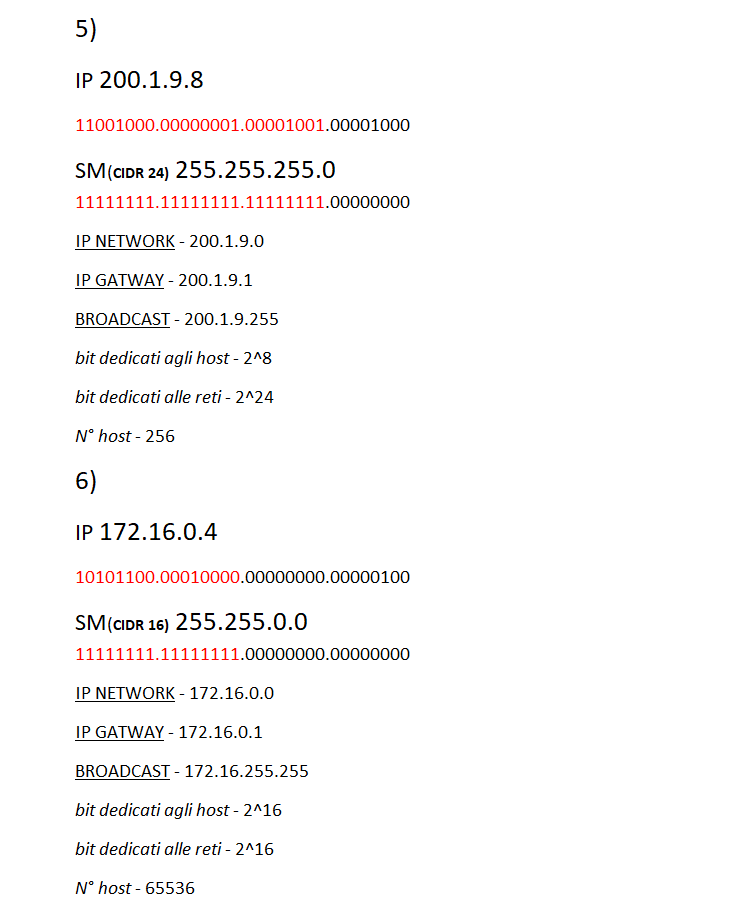 5)
IP 200.1.9.8
11001000.00000001.00001001.00001000
SM(CIDR 24) 255.255.255.0
11111111.11111111.11111111.00000000
IP NETWORK - 200.1.9.0
IP GATWAY - 200.1.9.1
BROADCAST - 200.1.9.255
bit dedicati agli host - 2^8
bit dedicati alle reti - 2^24
N° host - 256
6)
IP 172.16.0.4
10101100.00010000.00000000.00000100
SM(CIDR 16) 255.255.0.0
11111111.11111111.00000000.00000000
IP NETWORK - 172.16.0.0
IP GATWAY - 172.16.0.1
BROADCAST - 172.16.255.255
bit dedicati agli host - 2^16
bit dedicati alle reti - 2^16
N° host - 65536